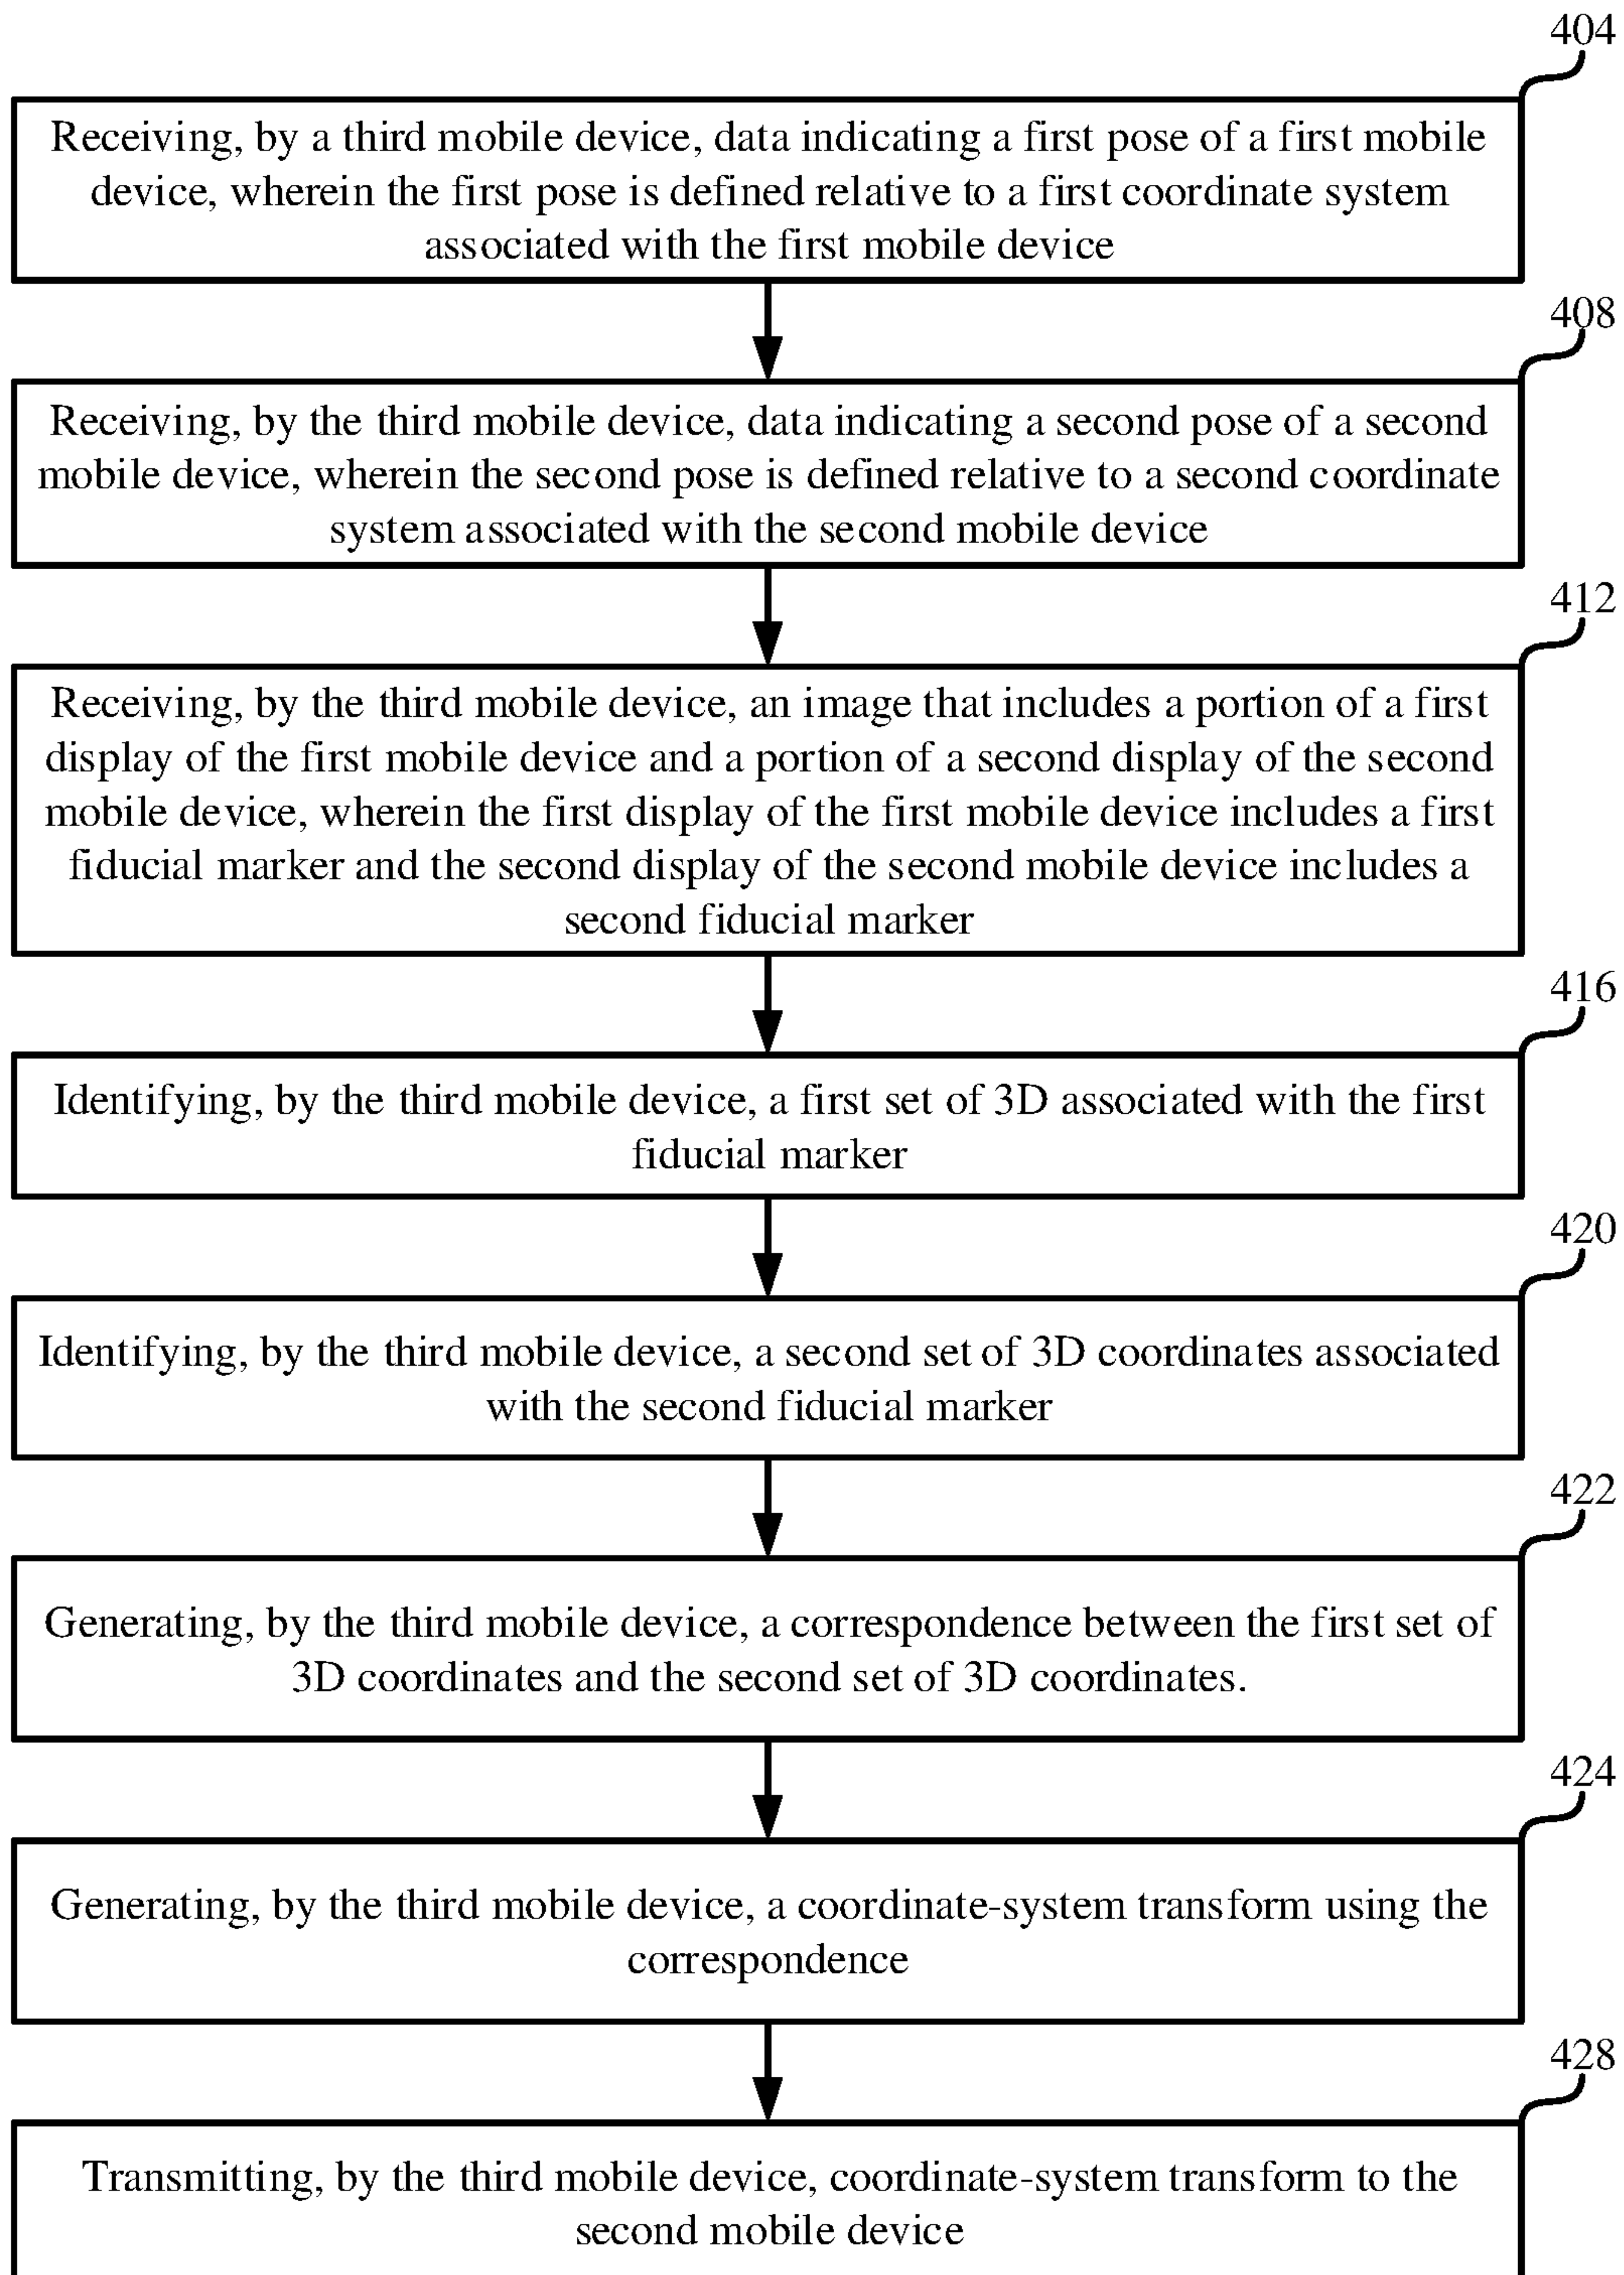 404
Receiving, by a third mobile device, data indicating a first pose of a first mobile
device, wherein the first pose is defined relative to a first coordinate system
associated with the first mobile device
408
Receiving, by the third mobile device, data indicating a second pose of a second
mobile device, wherein the second pose is defined relative to a second coordinate
system associated with the second mobile device
412
Receiving, by the third mobile device, an image that includes a portion of a first
display of the first mobile device and a portion of a second display of the second
mobile device, wherein the first display of the first mobile device includes a first
fiducial marker and the second display of the second mobile device includes a
second fiducial marker
416
Identifying, by the third mobile device, a first set of 3D associated with the first
fiducial marker
420
Identifying, by the third mobile device, a second set of 3D coordinates associated
with the second fiducial marker
422
Generating, by the third mobile device, a correspondence between the first set of
3D coordinates and the second set of 3D coordinates.
424
Generating, by the third mobile device, a coordinate-system transform using the
correspondence
428
Transmitting, by the third mobile device, coordinate-system transform to the
second mobile device